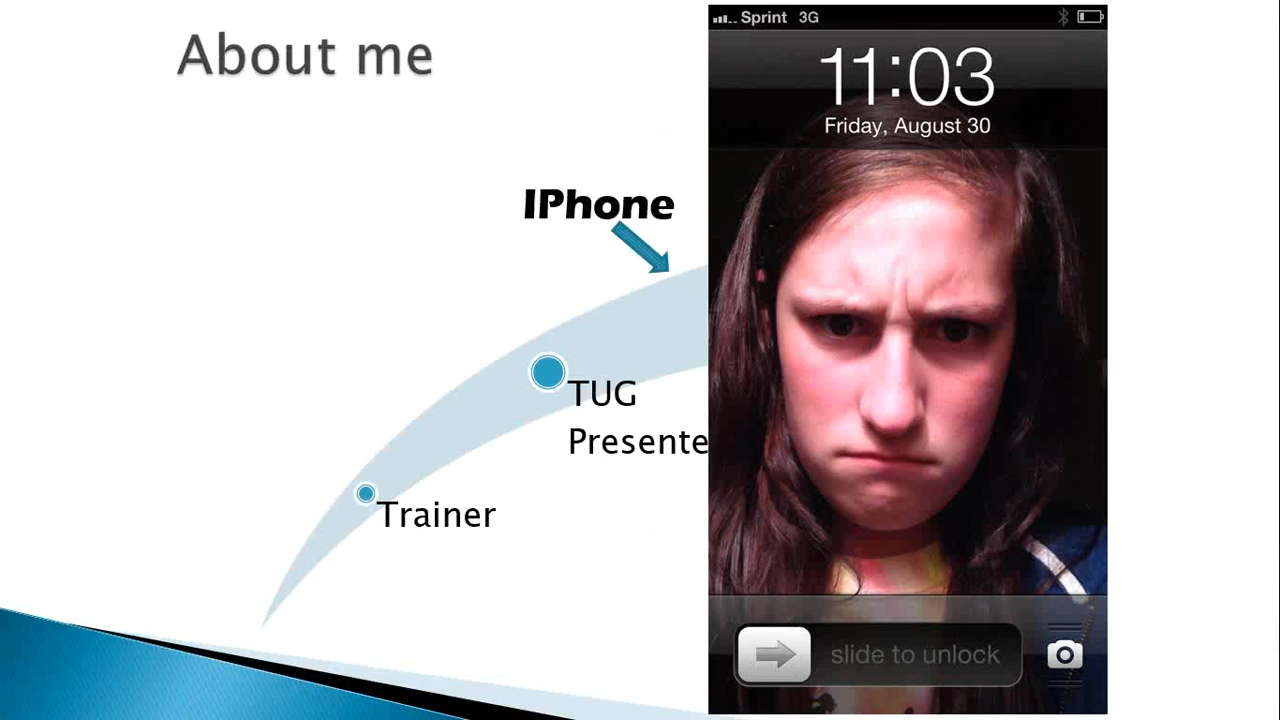 About me
Sprint 3G
11:03
Friday, August 30
IPhone
TUG
Presente
Trainer
slide to unlock